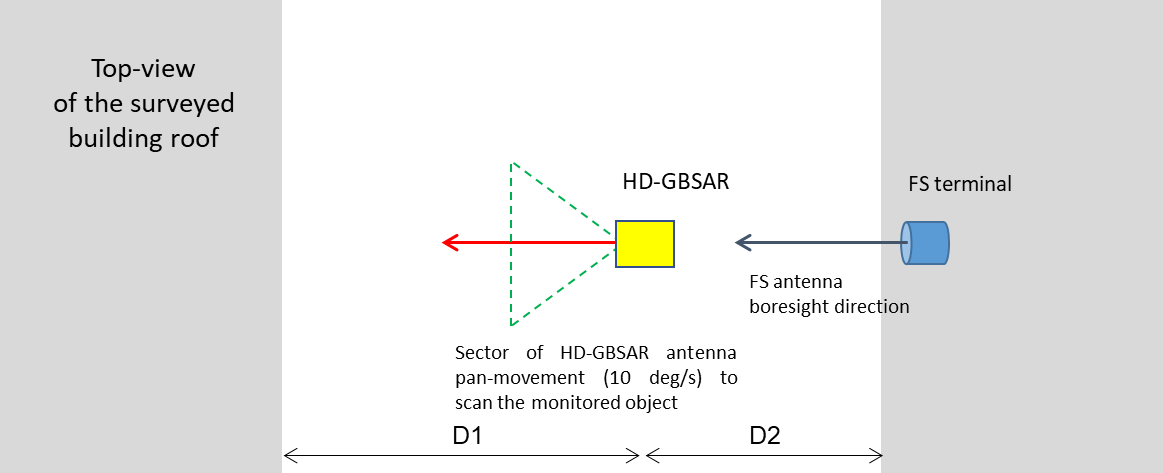 Top-view
of the surveyed
building roof
HD-GBSAR
FS terminal
FS antenna
boresight direction
Sector of HD-GBSAR antenna
pan-movement (10 deg/s) to
scan the monitored object
D1
D2